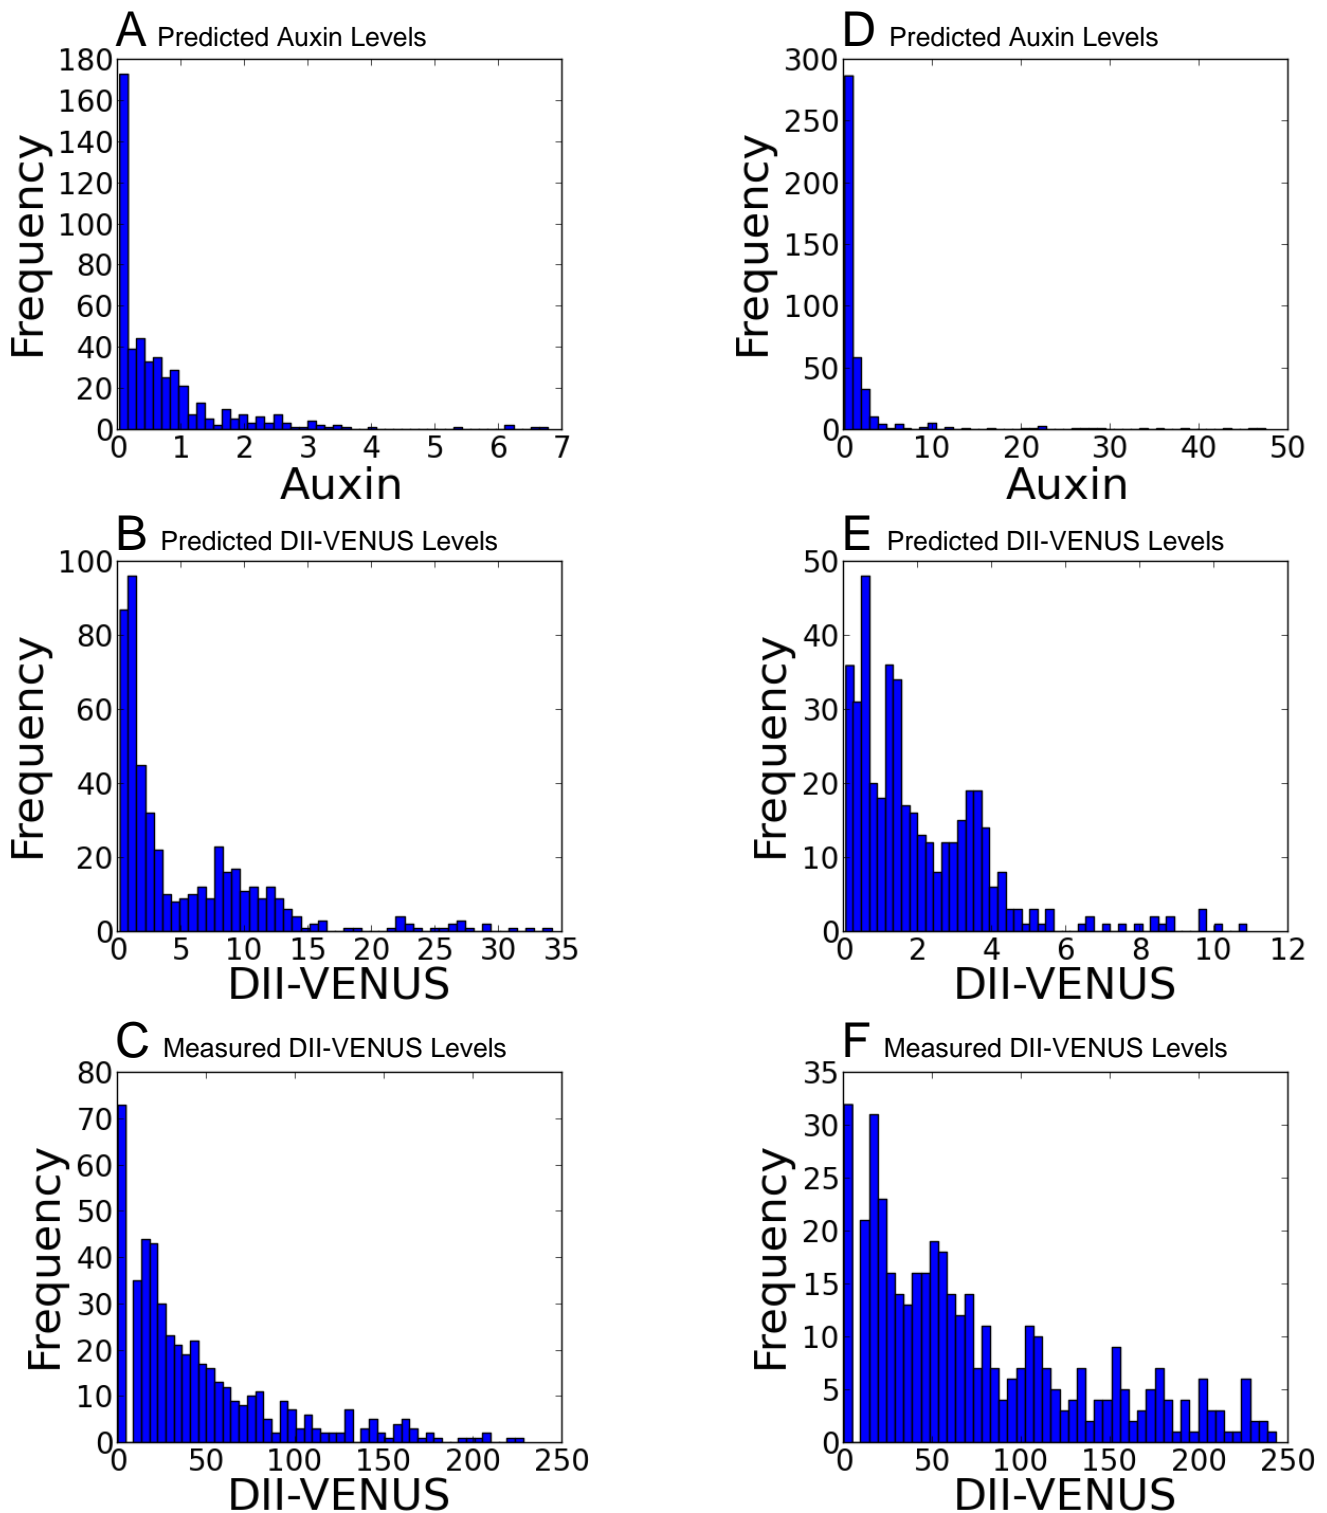 A Predicted Auxin Levels
180
160
140
120
100
80
60
40
20
0
Frequency
0 1 2 3 4 5 6 7
Auxin
D Predicted Auxin Levels
300
250
200
150
100
50
0
Frequency
0 10 20 30 40 50
Auxin
B Predicted DII-VENUS Levels
100
80
60
40
20
0
Frequency
0 5 10 15 20 25 30 35
DII-VENUS
E Predicted DII-VENUS Levels
50
40
30
20
10
0
Frequency
0 2 4 6 8 10 12
DII-VENUS
C Measured DII-VENUS Levels
80
70
60
50
40
30
20
10
0
Frequency
0 50 100 150 200 250
DII-VENUS
F Measured DII-VENUS Levels
35
30
25
20
15
10
5
0
Frequency
0 50 100 150 200 250
DII-VENUS